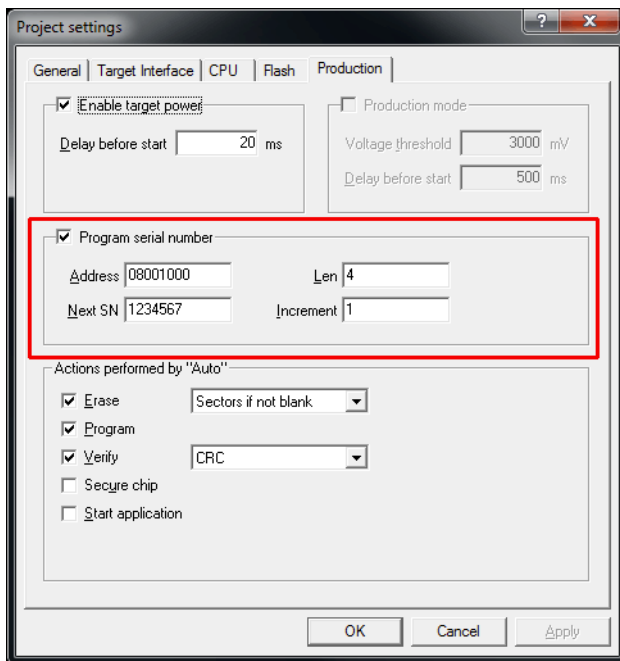 Project settings
General Target Interface CPU Flash Production
Enable target power
Delay before start 20 ms
Production mode
Voltage threshold 3000 mV
Delay before start 500 ms
Program serial number
Address 08001000 Len 4
Next SN 1234567 Increment 1
Actions performed by "Auto"
Erase Sectors if not blank
Program
Verify CRC
Secure chip
Start application
OK Cancel Apply